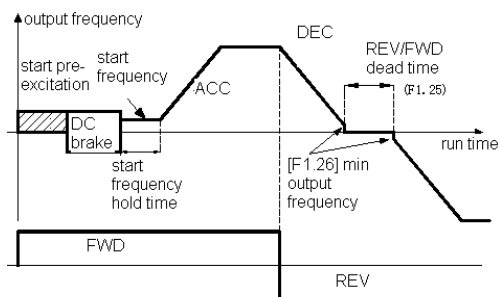 output frequency
DEC
REV/FWD
dead time
(F1.25)
start pre-
excitation
start
frequency
ACC
DC
brake
run time
start
frequency
hold time
[F1.26] min
output
frequency
FWD
REV